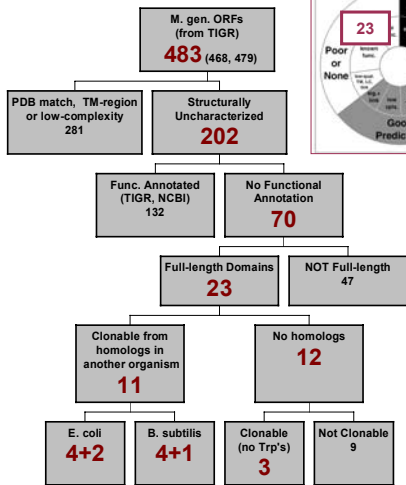 M. gen. ORFs
(from TIGR)
483 (468, 479)
PDB match, TM-region
or low-complexity
281
Structurally
Uncharacterized
202
Func. Annotated
(TIGR, NCBI)
132
No Functional
Annotation
70
Full-length Domains
23
NOT Full-length
47
Clonable from
homologs in
another organism
11
No homologs
12
E. coli
4+2
B. subtilis
4+1
Clonable
(no Trp's)
3
Not Clonable
9
23
Poor
or
None
known
func.
Goo
Predic